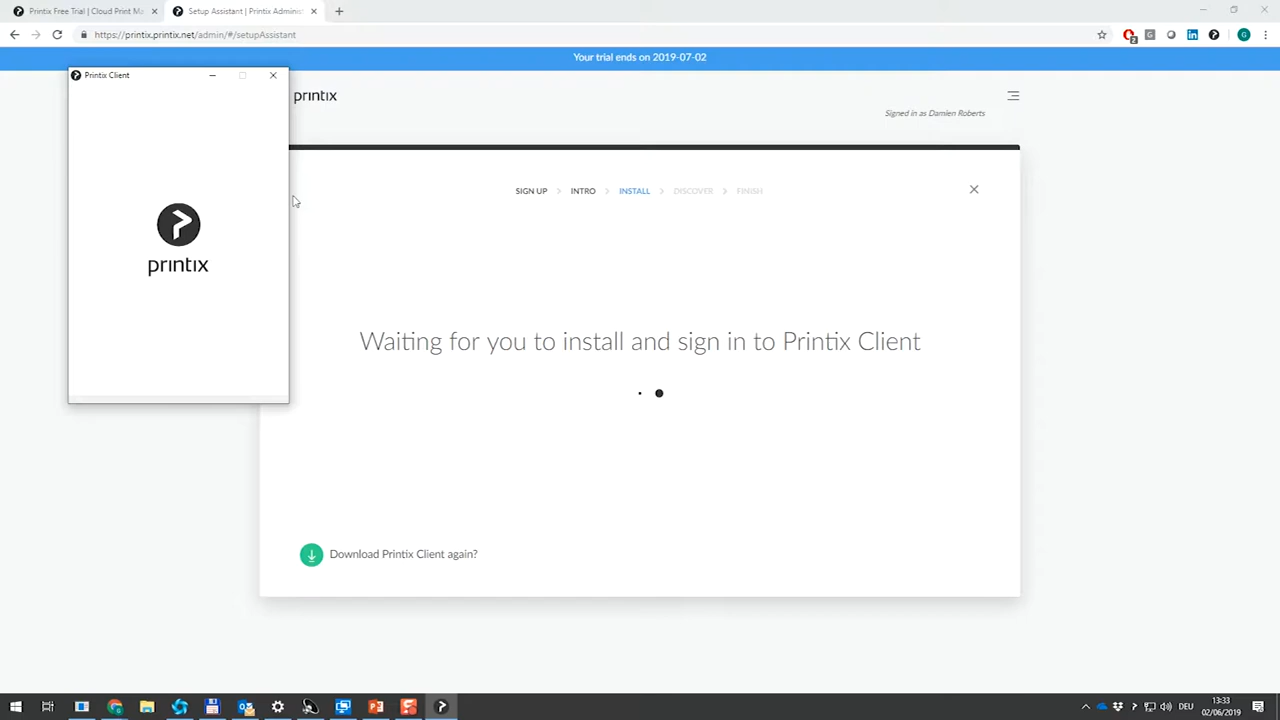 Printix Free Trial | Cloud Print Ma
Setup Assistant | Printix Adminis
https://printix.printix.net/admin/#/setupAssistant
Your trial ends on 2019-07-02
Printix Client
printix
Signed in as Damien Roberts
SIGN UP > INTRO > INSTALL > DISCOVER > FINISH
printix
Waiting for you to install and sign in to Printix Client
Download Printix Client again?
DEU
13:33
02/06/2019